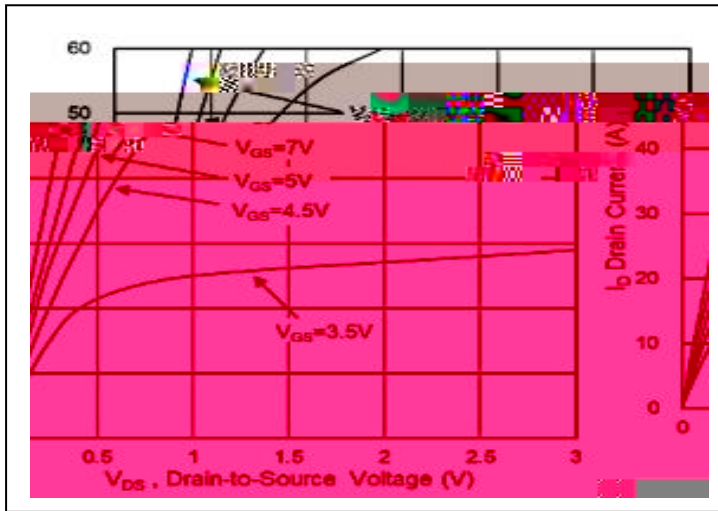 60
50
V
V_GS=7V
V_GS=5V
V_GS=4.5V
V_GS=3.5V
40
30
20
10
0
I_D Drain Current (A)
0
0.5
1
1.5
2
2.5
3
V_DS , Drain-to-Source Voltage (V)